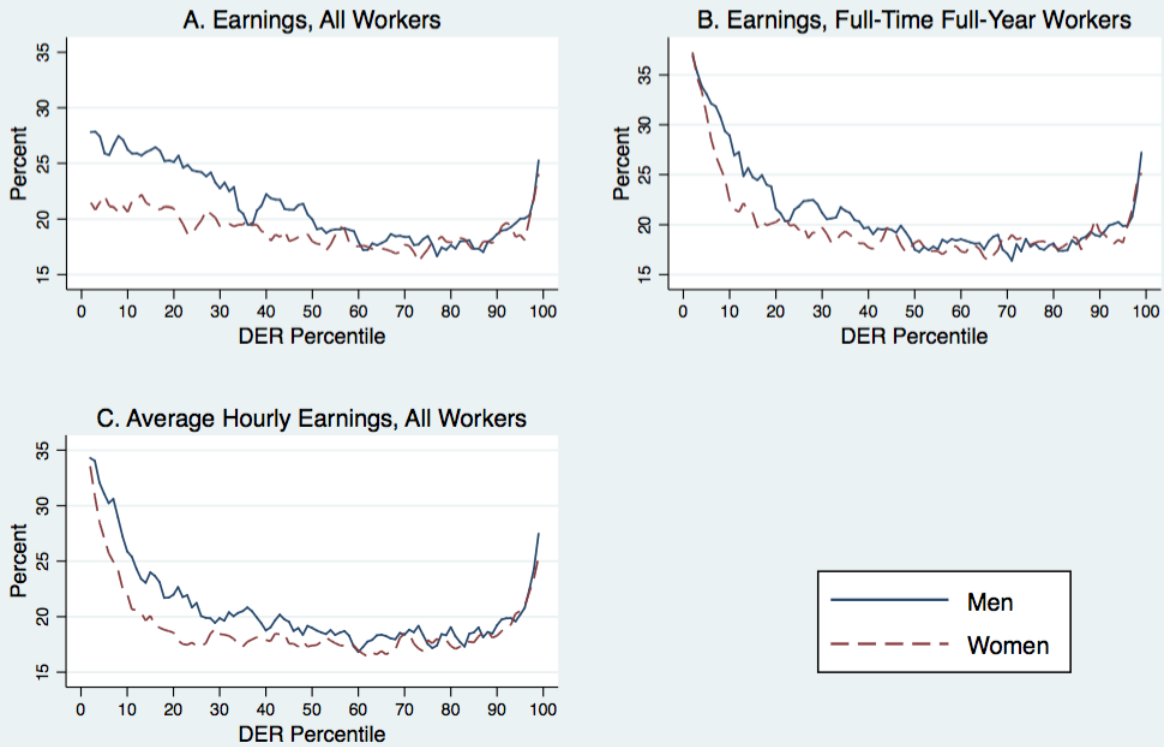 A. Earnings, All Workers
Percent
35
30
25
20
15
0 10 20 30 40 50 60 70 80 90 100
DER Percentile
B. Earnings, Full-Time Full-Year Workers
Percent
35
30
25
20
15
0 10 20 30 40 50 60 70 80 90 100
DER Percentile
C. Average Hourly Earnings, All Workers
Percent
35
30
25
20
15
0 10 20 30 40 50 60 70 80 90 100
DER Percentile
Men
Women